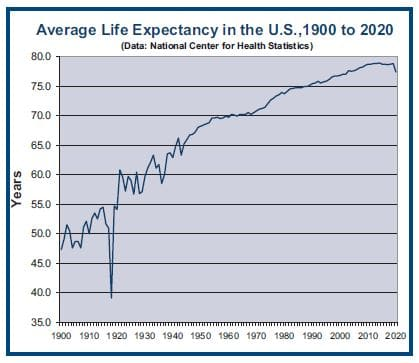 Average Life Expectancy in the U.S.,1900 to 2020
(Data: National Center for Health Statistics)
80.0
75.0
70.0
65.0
60.0
55.0
50.0
45.0
40.0
35.0
Years
1900 1910 1920 1930 1940 1950 1960 1970 1980 1990 2000 2010 2020